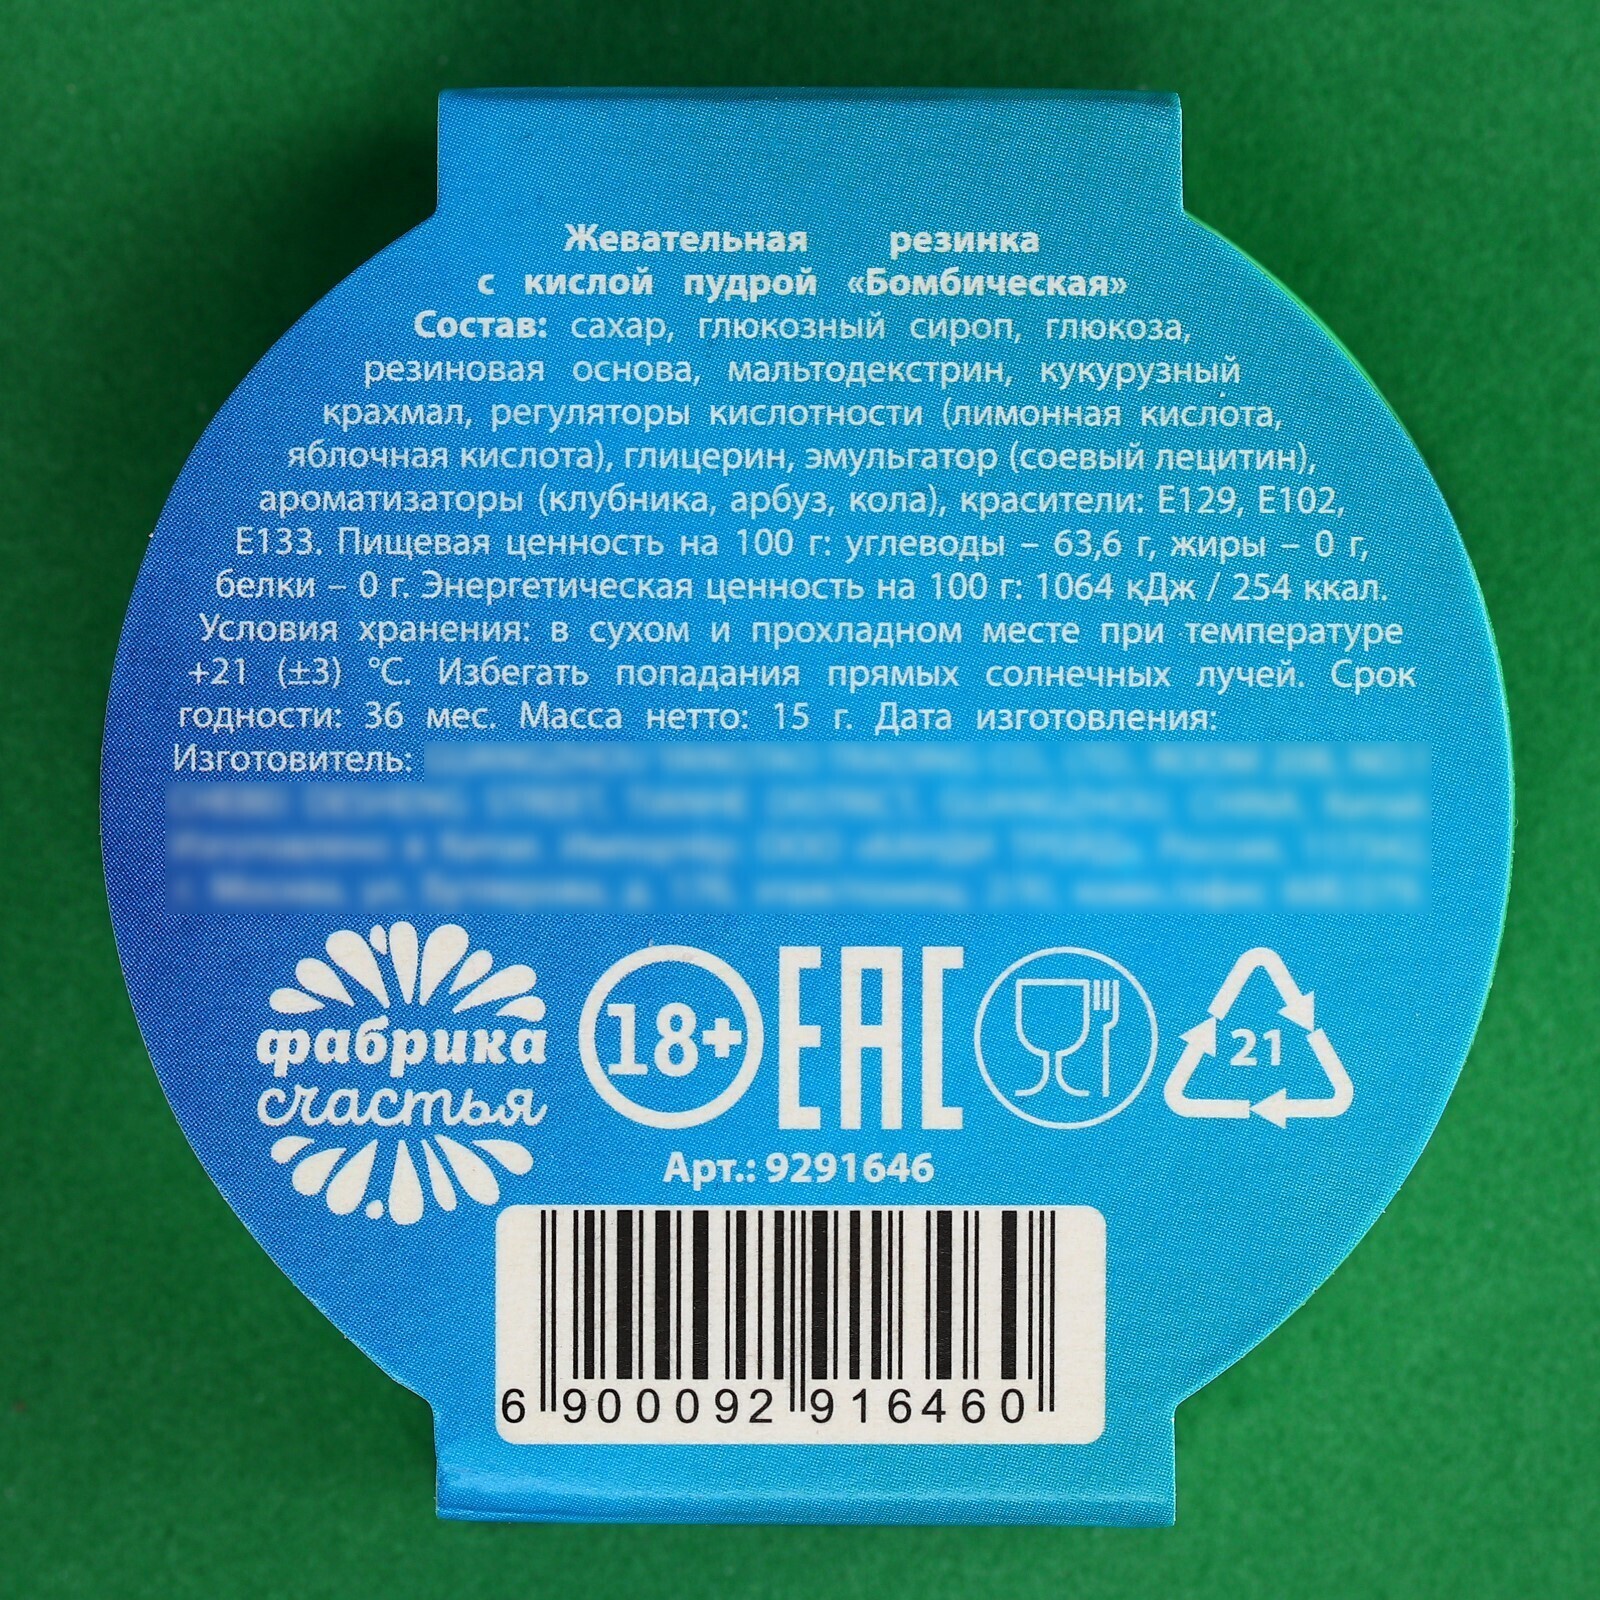 Жевательная резинка
с кислой пудрой «Бомбическая»
Состав: сахар, глюкозный сироп, глюкоза,
резиновая основа, мальтодекстрин, кукурузный
крахмал, регуляторы кислотности (лимонная кислота,
яблочная кислота), глицерин, эмульгатор (соевый лецитин),
ароматизаторы (клубника, арбуз, кола), красители: Е129, Е102,
Е133. Пищевая ценность на 100 г: углеводы – 63,6 г, жиры – 0 г,
белки – 0 г. Энергетическая ценность на 100 г: 1064 кДж / 254 ккал.
Условия хранения: в сухом и прохладном месте при температуре
+21 (±3) °С. Избегать попадания прямых солнечных лучей. Срок
годности: 36 мес. Масса нетто: 15 г. Дата изготовления:
Изготовитель:
фабрика
счастья
18+
EAC
21
Арт.: 9291646
6 900092 916460